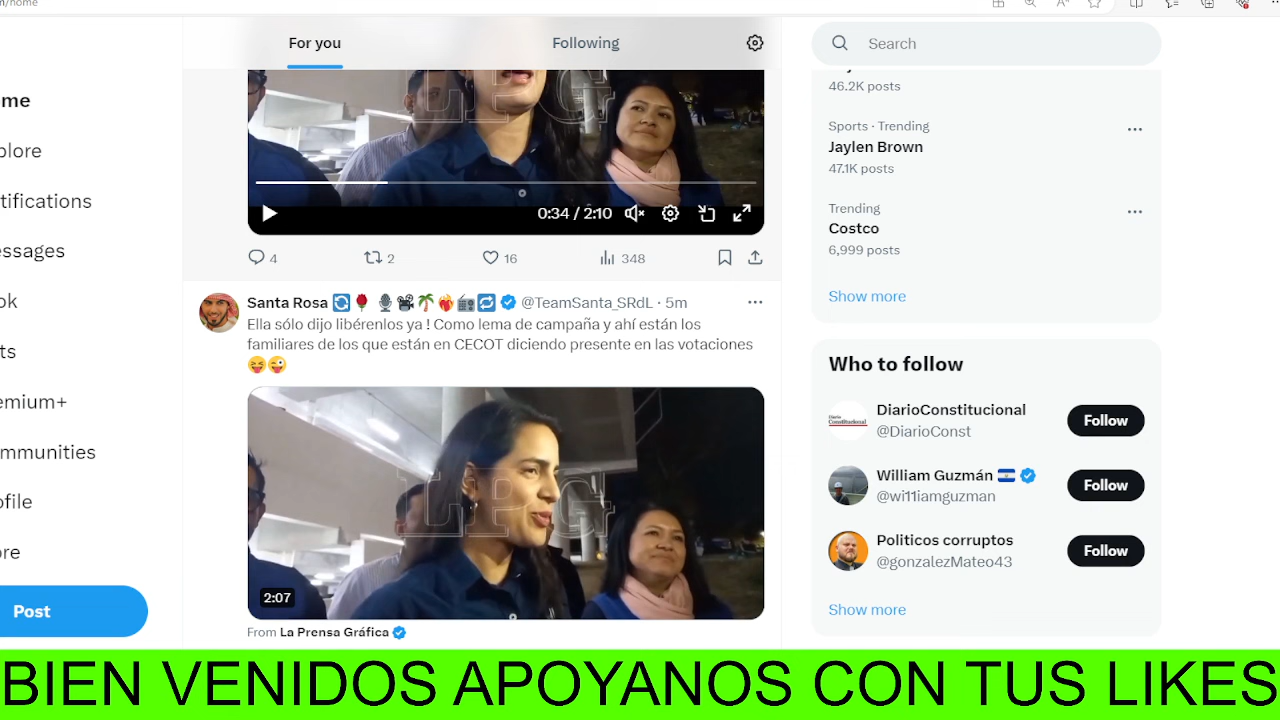 m/home
For you
Following
Search
me
plore
tifications
essages
ok
ts
emium+
mmunities
ofile
ore
Post
LPG
0:34 / 2:10
4
2
16
348
Santa Rosa @TeamSanta_SRdL · 5m
Ella sólo dijo libérenlos ya ! Como lema de campaña y ahí están los
familiares de los que están en CECOT diciendo presente en las votaciones
LPG
2:07
From La Prensa Gráfica
46.2K posts
Sports · Trending
Jaylen Brown
47.1K posts
Trending
Costco
6,999 posts
Show more
Who to follow
DiarioConstitucional
@DiarioConst
Follow
William Guzmán
@wi11iamguzman
Follow
Politicos corruptos
@gonzalezMateo43
Follow
Show more
BIEN VENIDOS APOYANOS CON TUS LIKES